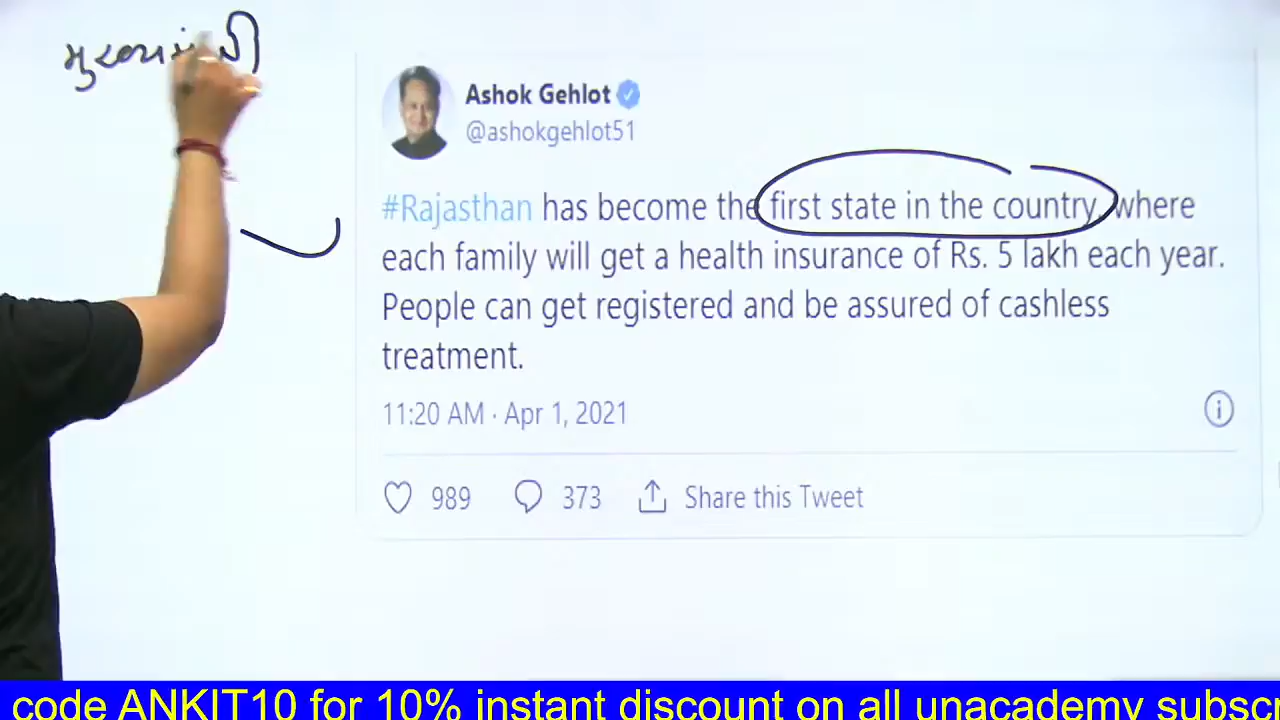 Ashok Gehlot
@ashokgehlot51
#Rajasthan has become the first state in the country, where
each family will get a health insurance of Rs. 5 lakh each year.
People can get registered and be assured of cashless
treatment.
11:20 AM · Apr 1, 2021
989 373 Share this Tweet
code ANKIT10 for 10% instant discount on all unacademy subsc